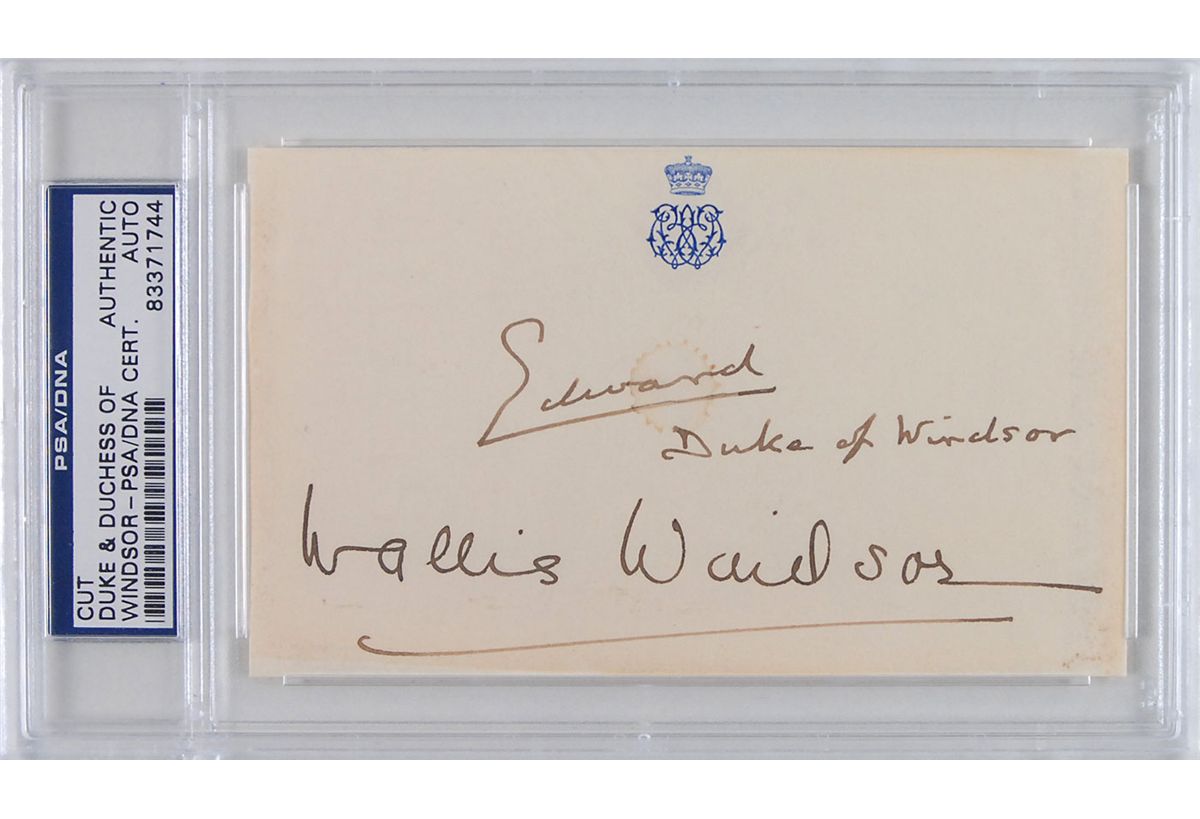 PSA/DNA
CUT
DUKE & DUCHESS OF AUTHENTIC
WINDSOR – PSA/DNA CERT. AUTO
83371744
Edward
Duke of Windsor
Wallis Windsor